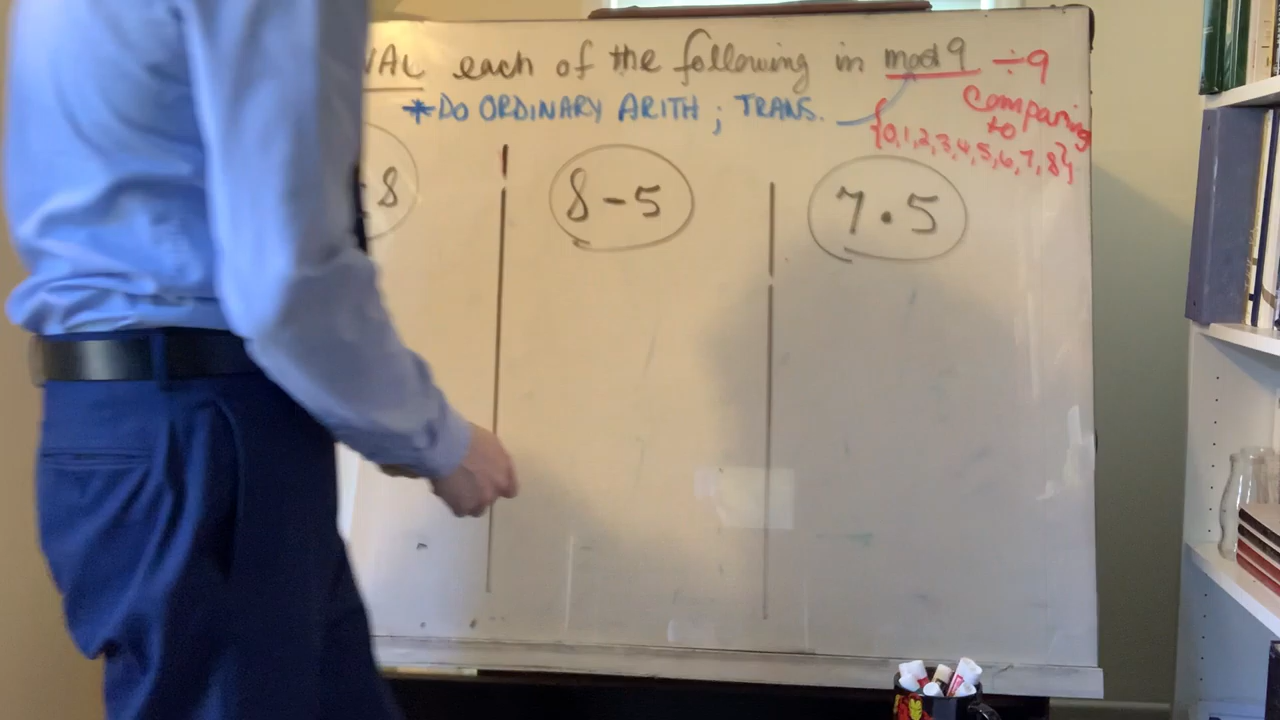 VAL each of the following in mod 9 ÷9
*DO ORDINARY ARITH; TRANS.
comparing
to
{0,1,2,3,4,5,6,7,8}
8
8-5
7·5